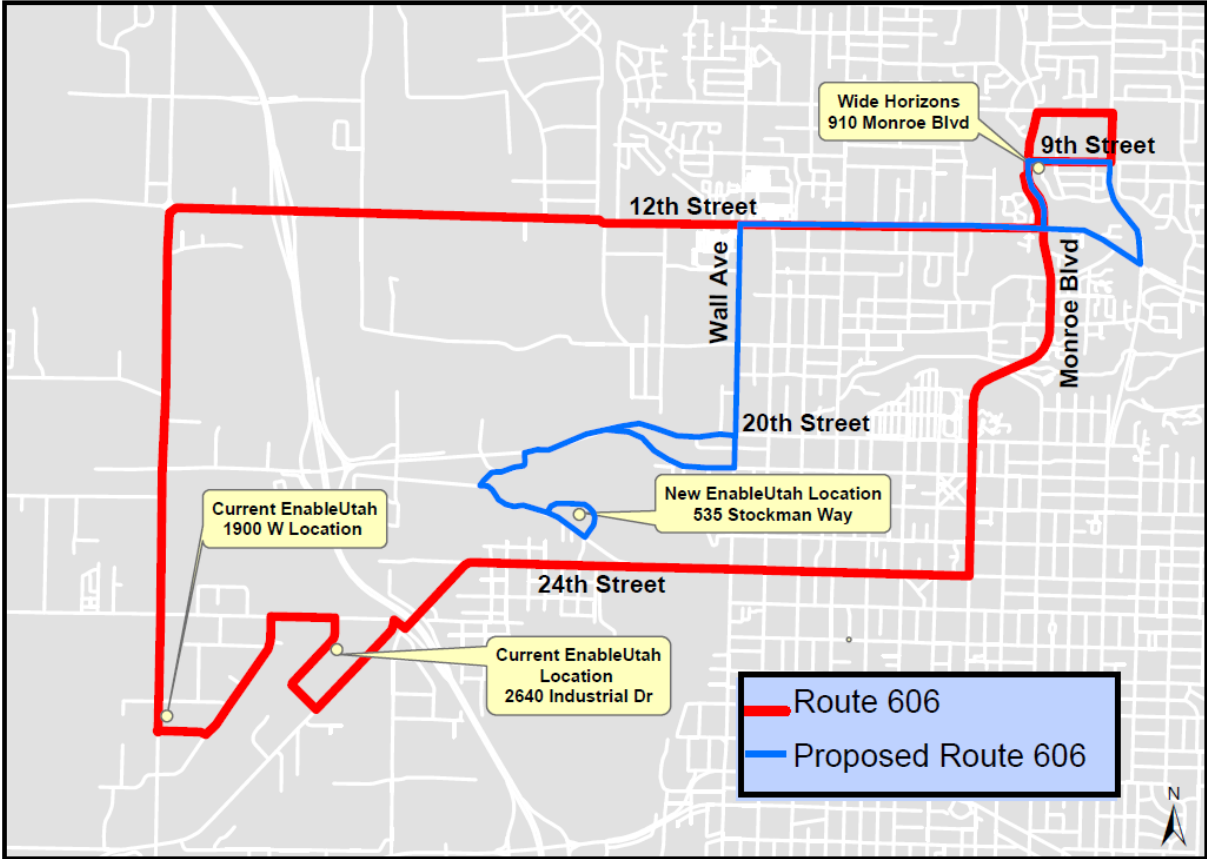 Wide Horizons
910 Monroe Blvd
9th Street
12th Street
Wall Ave
Monroe Blvd
20th Street
Current EnableUtah
1900 W Location
New EnableUtah Location
535 Stockman Way
24th Street
Current EnableUtah
Location
2640 Industrial Dr
Route 606
Proposed Route 606
N